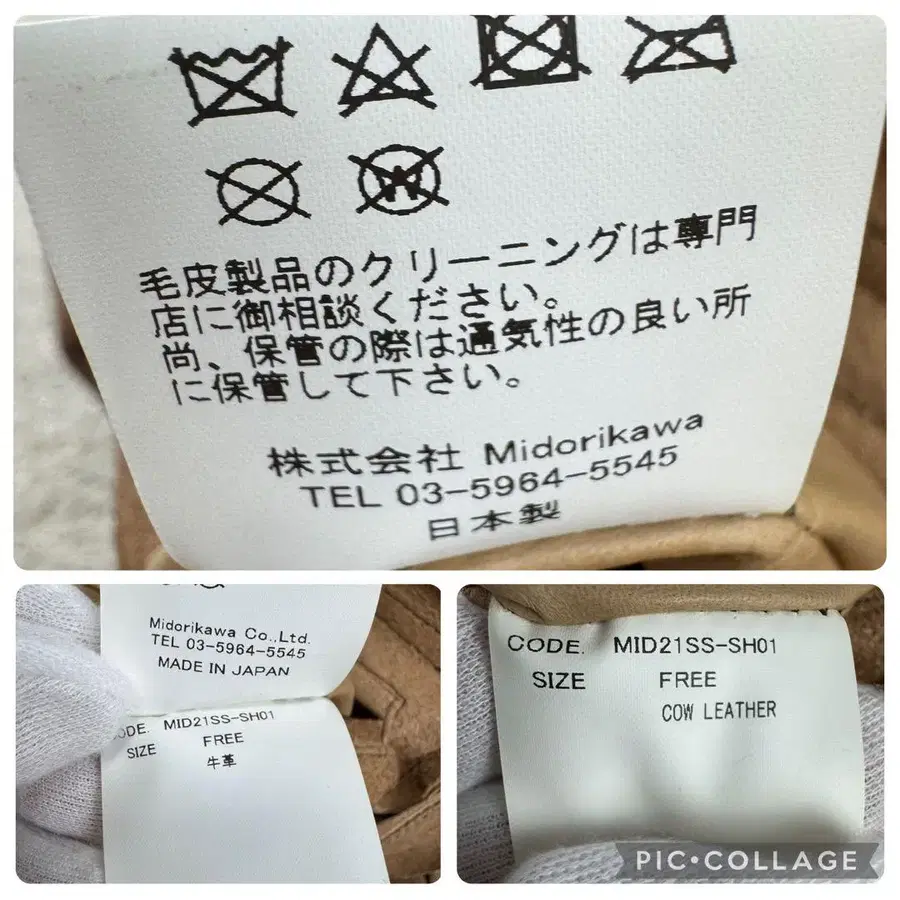 毛皮製品のクリーニングは専門
店に御相談ください。
尚、保管の際は通気性の良い所
に保管して下さい。
株式会社 Midorikawa
TEL 03-5964-5545
日本製
Midorikawa Co.,Ltd.
TEL 03-5964-5545
MADE IN JAPAN
CODE. MID21SS-SH01
SIZE FREE
牛革
CODE. MID21SS-SH01
SIZE FREE
COW LEATHER
PIC•COLLAGE